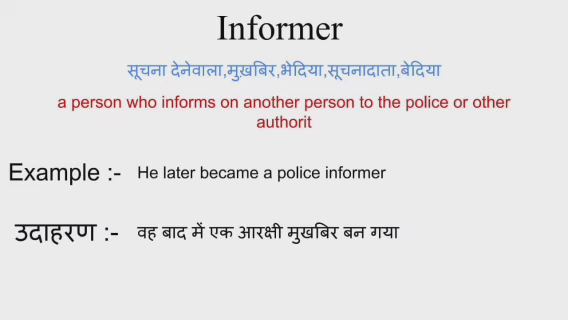 Informer
सूचना देनेवाला,मुख़बिर,भेदिया,सूचनादाता,बेदिया
a person who informs on another person to the police or other
authorit
Example :- He later became a police informer
उदाहरण :- वह बाद में एक आरक्षी मुखबिर बन गया